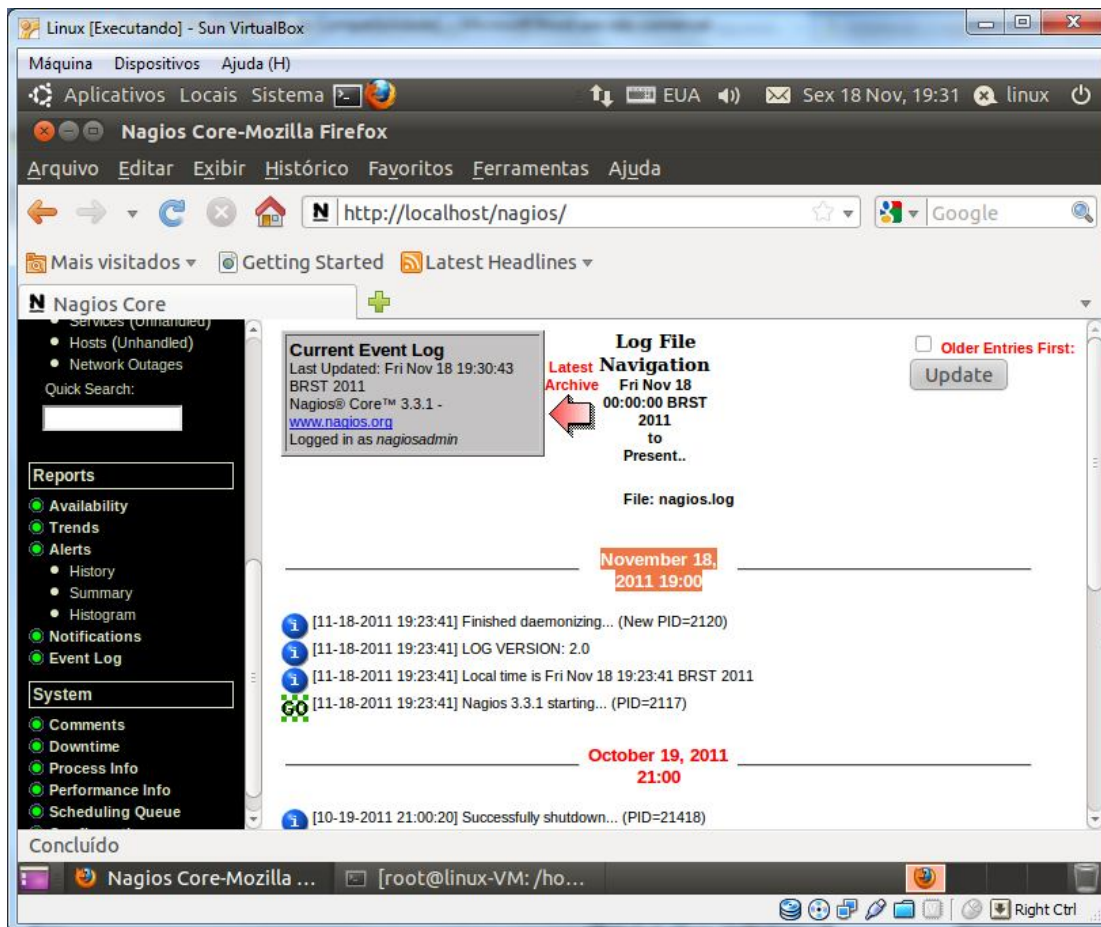 Linux [Executando] - Sun VirtualBox
Máquina Dispositivos Ajuda (H)
Aplicativos Locais Sistema EUA Sex 18 Nov, 19:31 linux
Nagios Core-Mozilla Firefox
Arquivo Editar Exibir Histórico Favoritos Ferramentas Ajuda
N http://localhost/nagios/ Google
Mais visitados Getting Started Latest Headlines
N Nagios Core
Services (Unhandled)
Hosts (Unhandled)
Network Outages
Quick Search:
Reports
Availability
Trends
Alerts
History
Summary
Histogram
Notifications
Event Log
System
Comments
Downtime
Process Info
Performance Info
Scheduling Queue
Current Event Log
Last Updated: Fri Nov 18 19:30:43
BRST 2011
Nagios® Core™ 3.3.1 -
www.nagios.org
Logged in as nagiosadmin
Latest
Archive
Log File
Navigation
Fri Nov 18
00:00:00 BRST
2011
to
Present..
File: nagios.log
Older Entries First:
Update
November 18,
2011 19:00
[11-18-2011 19:23:41] Finished daemonizing... (New PID=2120)
[11-18-2011 19:23:41] LOG VERSION: 2.0
[11-18-2011 19:23:41] Local time is Fri Nov 18 19:23:41 BRST 2011
GO [11-18-2011 19:23:41] Nagios 3.3.1 starting... (PID=2117)
October 19, 2011
21:00
[10-19-2011 21:00:20] Successfully shutdown... (PID=21418)
Concluído
Nagios Core-Mozilla ... [root@linux-VM: /ho...
Right Ctrl